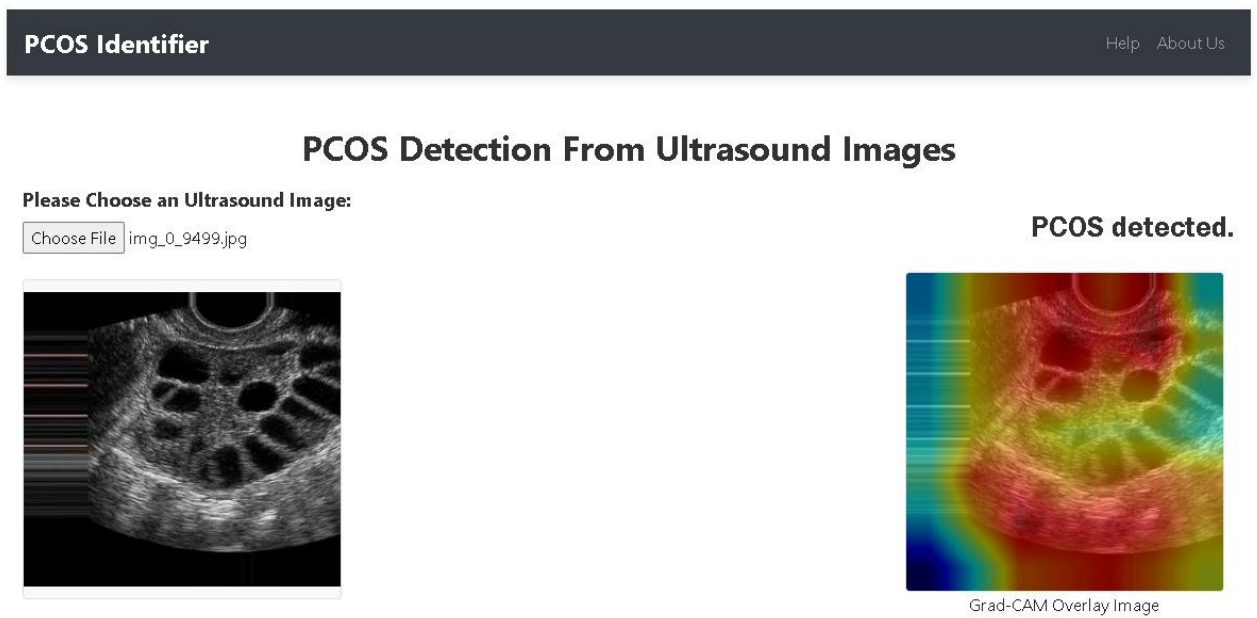 PCOS Identifier
Help About Us
PCOS Detection From Ultrasound Images
Please Choose an Ultrasound Image:
Choose File img_0_9499.jpg
PCOS detected.
Grad-CAM Overlay Image